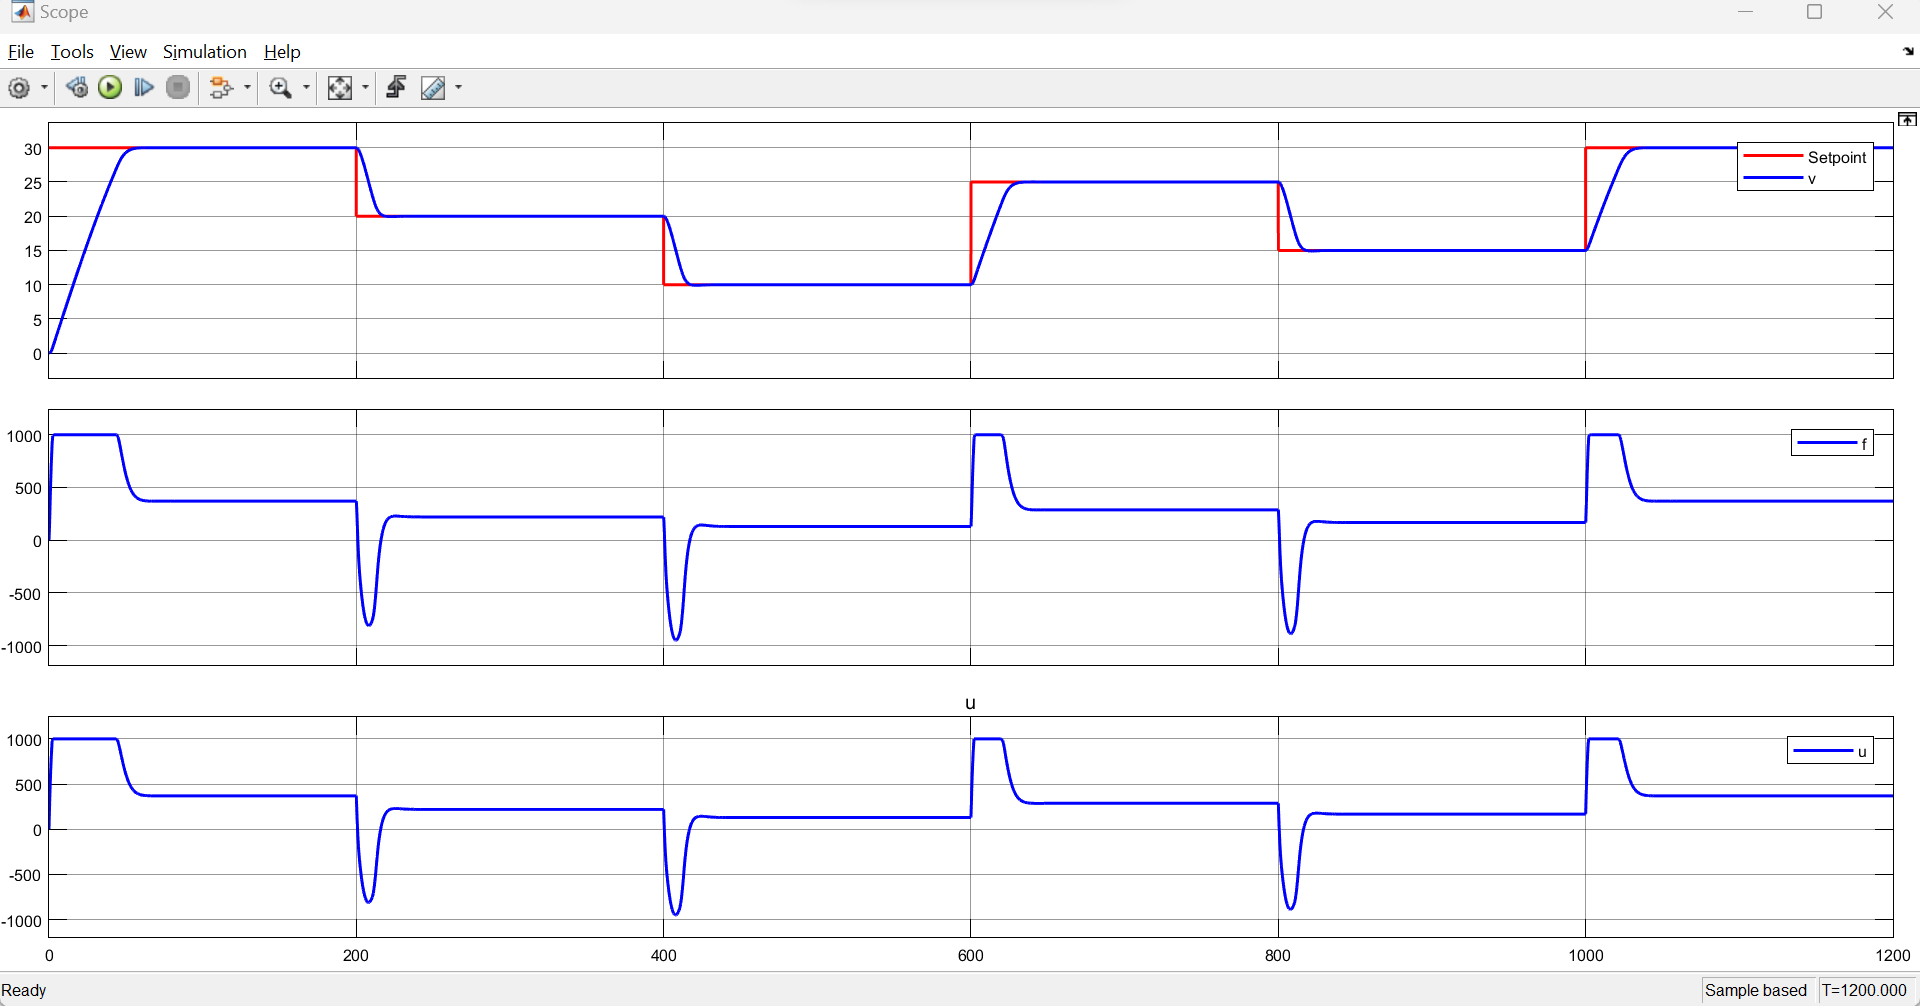 Scope
File Tools View Simulation Help
30
25
20
15
10
5
0
Setpoint
v
1000
500
0
-500
-1000
f
u
1000
500
0
-500
-1000
u
0 200 400 600 800 1000 1200
Ready Sample based T=1200.000